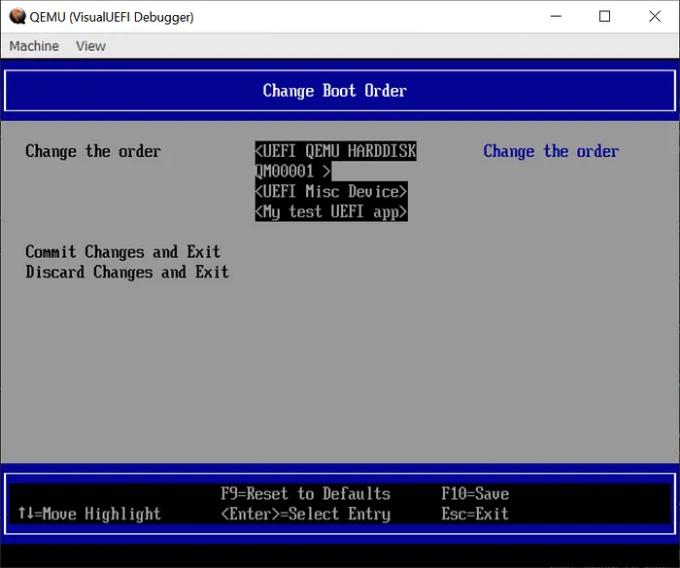 QEMU (VisualUEFI Debugger)
Machine View
Change Boot Order
Change the order <UEFI QEMU HARDDISK Change the order
QM00001 >
<UEFI Misc Device>
<My test UEFI app>
Commit Changes and Exit
Discard Changes and Exit
F9=Reset to Defaults F10=Save
↑↓=Move Highlight <Enter>=Select Entry Esc=Exit